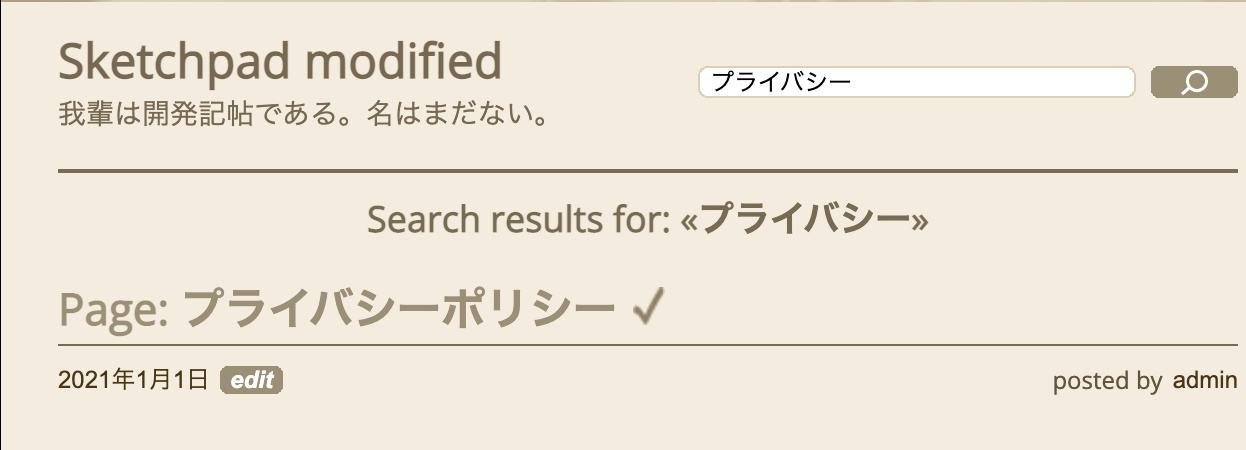 Sketchpad modified
我輩は開発記帖である。名はまだない。
プライバシー
Search results for: «プライバシー»
Page: プライバシーポリシー ✓
2021年1月1日 edit
posted by admin